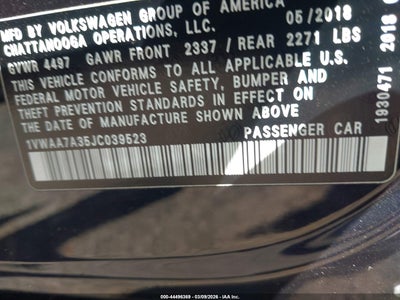 MFD BY VOLKSWAGEN GROUP OF AMERICA
CHATTANOOGA OPERATIONS, LLC. 05/2018
GVWR 4497 GAWR FRONT 2337 / REAR 2271 LBS
THIS VEHICLE CONFORMS TO ALL APPLICABLE U.S.
FEDERAL MOTOR VEHICLE SAFETY, BUMPER AND
THEFT PREVENTION STANDARDS IN EFFECT ON
THE DATE OF MANUFACTURE SHOWN ABOVE
1VWAA7A35JC039523 PASSENGER CAR
1930471 2018
00 - 44496369 - 03/09/2026 - IAA Inc.